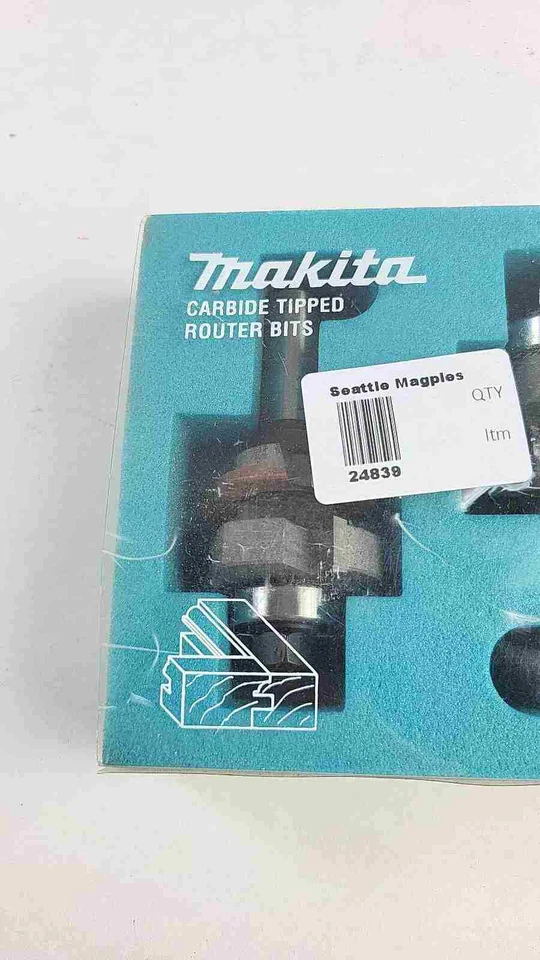 makita
CARBIDE TIPPED
ROUTER BITS
Seattle Magpies
QTY
Itm
24839